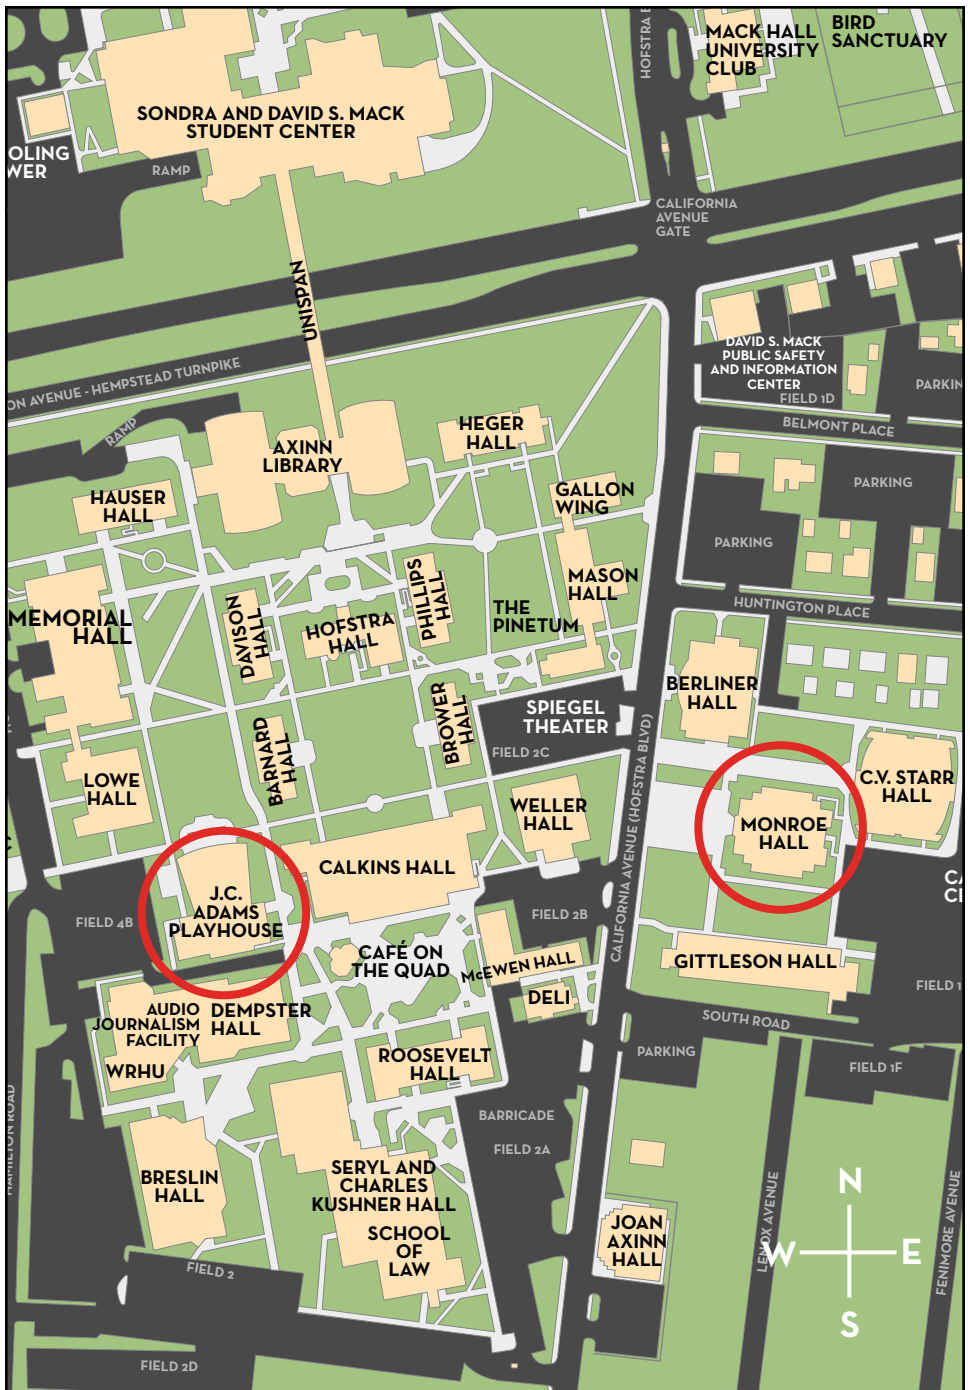 HOFSTRA B
MACK HALL
UNIVERSITY
CLUB
BIRD
SANCTUARY
SONDRA AND DAVID S. MACK
STUDENT CENTER
OLING
WER
RAMP
CALIFORNIA
AVENUE
GATE
UNISPAN
DAVID S. MACK
PUBLIC SAFETY
AND INFORMATION
CENTER
FIELD 1D
PARKIN
ON AVENUE - HEMPSTEAD TURNPIKE
BELMONT PLACE
RAMP
AXINN
LIBRARY
HEGER
HALL
HAUSER
HALL
GALLON
WING
PARKING
PARKING
MASON
HALL
PHILLIPS
HALL
THE
PINETUM
HUNTINGTON PLACE
MEMORIAL
HALL
DAVISON
HALL
HOFSTRA
HALL
BERLINER
HALL
BROWER
HALL
SPIEGEL
THEATER
FIELD 2C
BARNARD
HALL
LOWE
HALL
WELLER
HALL
CALIFORNIA AVENUE (HOFSTRA BLVD)
C.V. STARR
HALL
MONROE
HALL
C
CALKINS HALL
J.C.
ADAMS
PLAYHOUSE
FIELD 4B
FIELD 2B
CA
CI
CAFÉ ON
THE QUAD
McEWEN HALL
GITTLESON HALL
DELI
FIELD 1
AUDIO
JOURNALISM
FACILITY
DEMPSTER
HALL
SOUTH ROAD
WRHU
ROOSEVELT
HALL
PARKING
FIELD 1F
HAMILTON ROAD
BARRICADE
FIELD 2A
BRESLIN
HALL
SERYL AND
CHARLES
KUSHNER HALL
SCHOOL
OF
LAW
JOAN
AXINN
HALL
LENOX AVENUE
FENIMORE AVENUE
N
W
E
S
FIELD 2
FIELD 2D